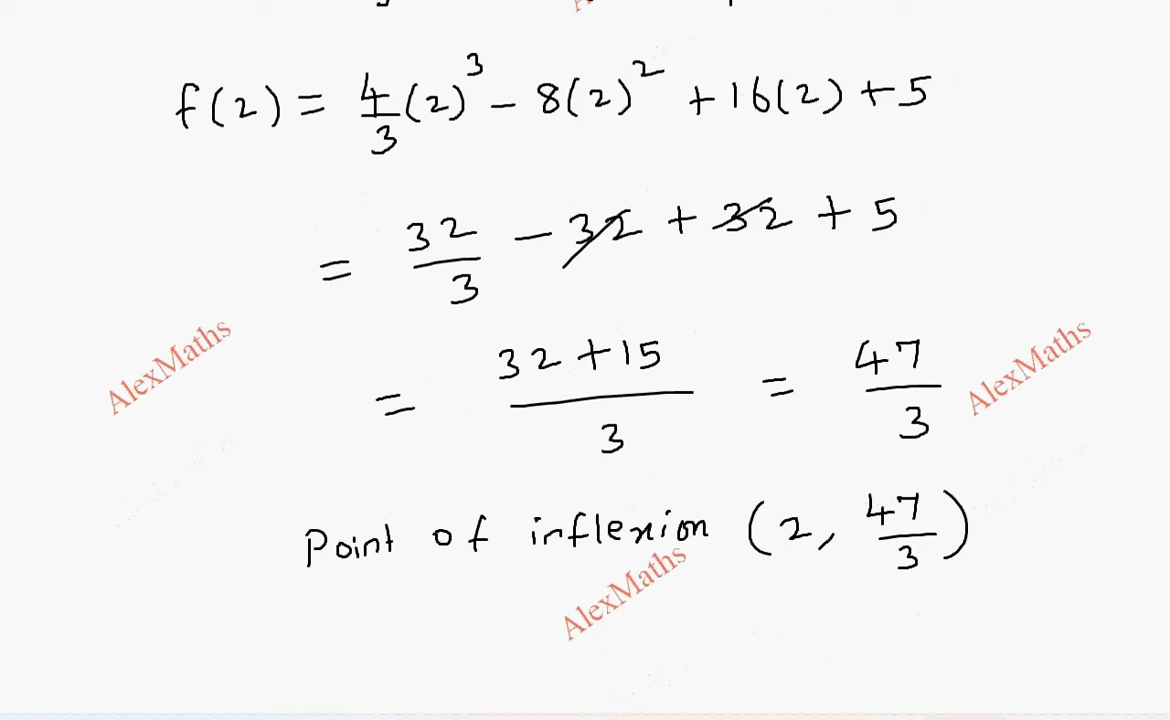 f(2) = 4/3 (2)³ - 8(2)² + 16(2) + 5
= 32/3 - 32 + 32 + 5
AlexMaths
= 32+15/3 = 47/3
AlexMaths
Point of inflexion (2, 47/3)
AlexMaths